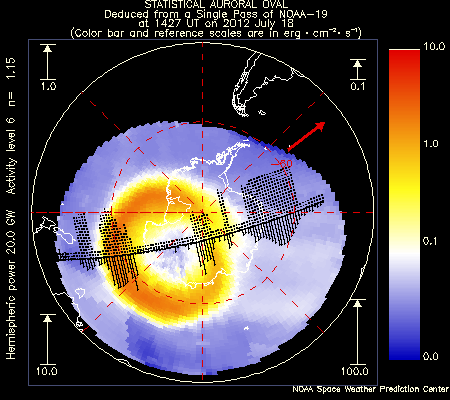 STATISTICAL AURORAL OVAL
Deduced from a Single Pass of NOAA-19
at 1427 UT on 2012 July 18
(Color bar and reference scales are in erg · cm⁻² · s⁻¹)
Hemispheric power 20.0 GW Activity level 6 n= 1.15
1.0
0.1
10.0
100.0
10.0
1.0
0.1
0.0
NOAA Space Weather Prediction Center